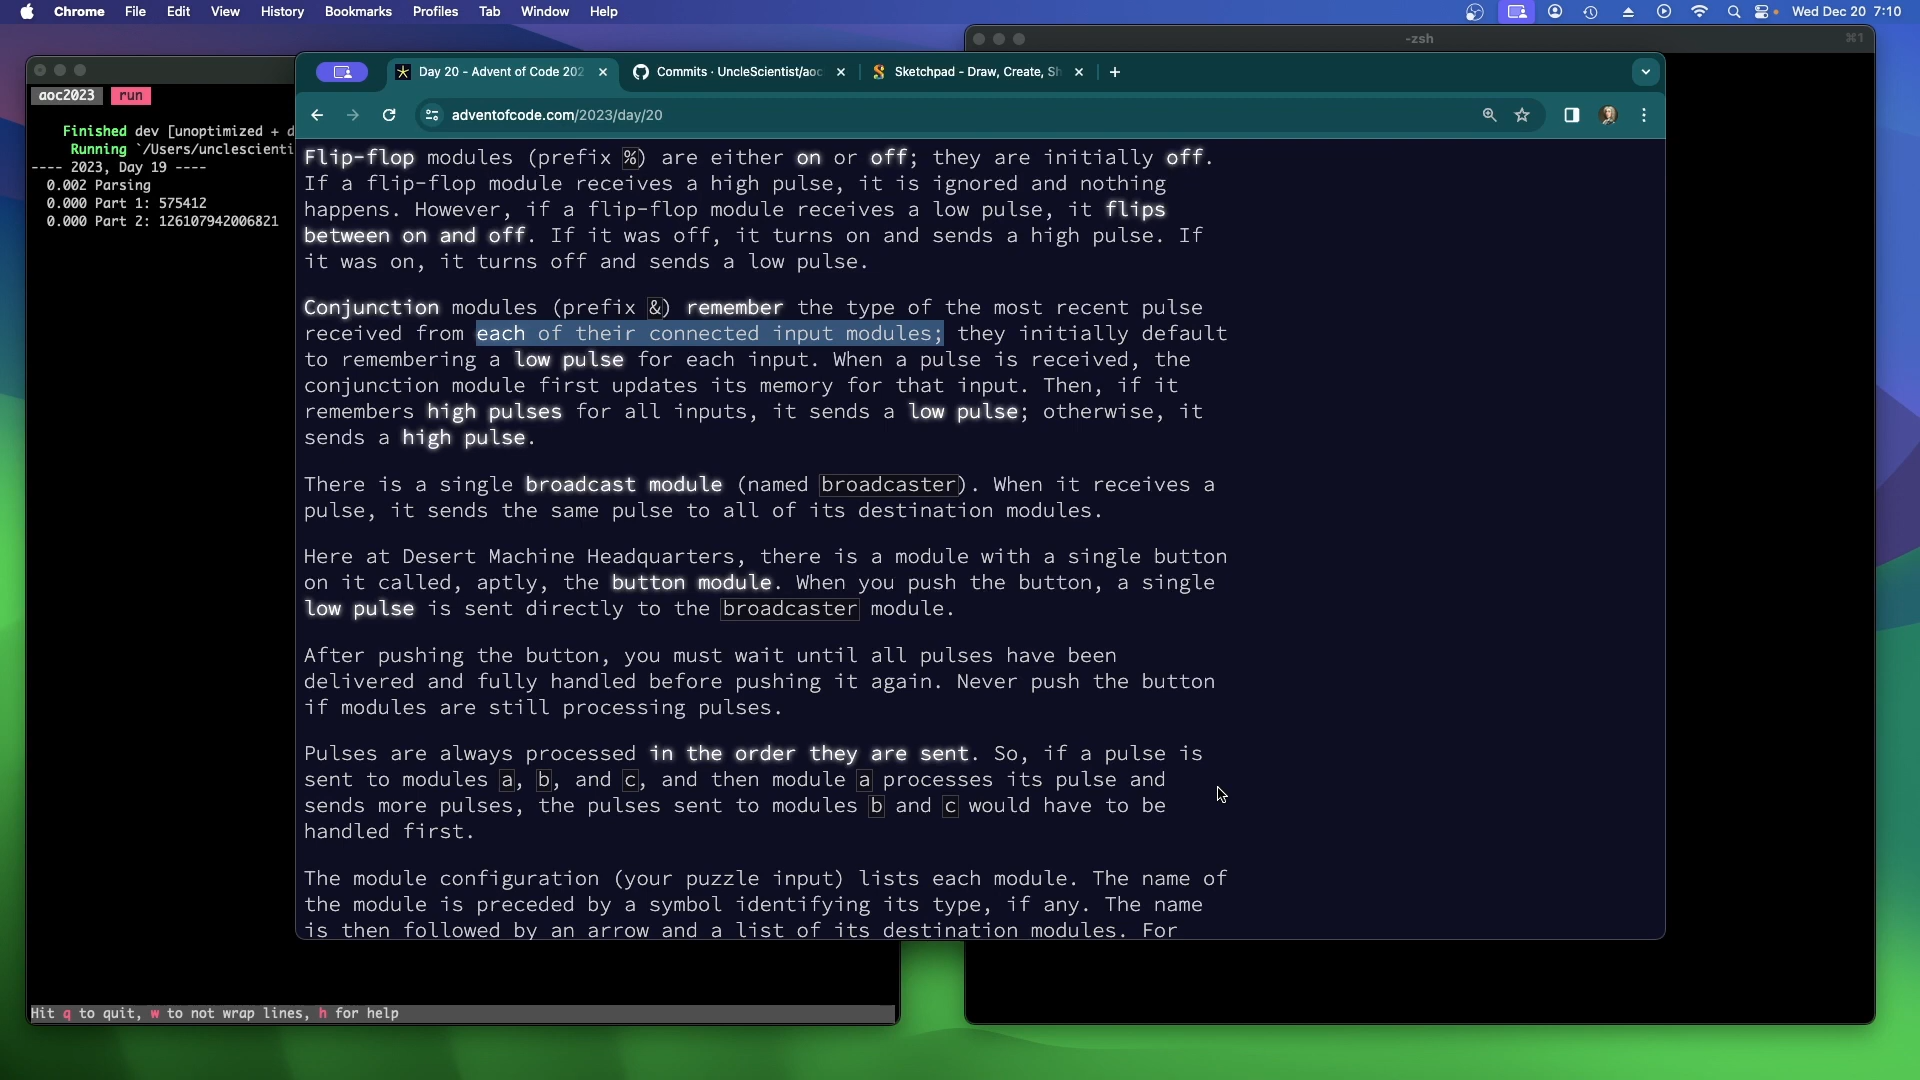 Chrome File Edit View History Bookmarks Profiles Tab Window Help Wed Dec 20 7:10
-zsh ⌘1
Day 20 - Advent of Code 202 Commits · UncleScientist/aoc Sketchpad - Draw, Create, Sh
aoc2023 run
adventofcode.com/2023/day/20
Finished dev [unoptimized + d
Running `/Users/unclescienti
---- 2023, Day 19 ----
0.002 Parsing
0.000 Part 1: 575412
0.000 Part 2: 126107942006821
Flip-flop modules (prefix %) are either on or off; they are initially off.
If a flip-flop module receives a high pulse, it is ignored and nothing
happens. However, if a flip-flop module receives a low pulse, it flips
between on and off. If it was off, it turns on and sends a high pulse. If
it was on, it turns off and sends a low pulse.
Conjunction modules (prefix &) remember the type of the most recent pulse
received from each of their connected input modules; they initially default
to remembering a low pulse for each input. When a pulse is received, the
conjunction module first updates its memory for that input. Then, if it
remembers high pulses for all inputs, it sends a low pulse; otherwise, it
sends a high pulse.
There is a single broadcast module (named broadcaster). When it receives a
pulse, it sends the same pulse to all of its destination modules.
Here at Desert Machine Headquarters, there is a module with a single button
on it called, aptly, the button module. When you push the button, a single
low pulse is sent directly to the broadcaster module.
After pushing the button, you must wait until all pulses have been
delivered and fully handled before pushing it again. Never push the button
if modules are still processing pulses.
Pulses are always processed in the order they are sent. So, if a pulse is
sent to modules a, b, and c, and then module a processes its pulse and
sends more pulses, the pulses sent to modules b and c would have to be
handled first.
The module configuration (your puzzle input) lists each module. The name of
the module is preceded by a symbol identifying its type, if any. The name
is then followed by an arrow and a list of its destination modules. For
Hit q to quit, w to not wrap lines, h for help